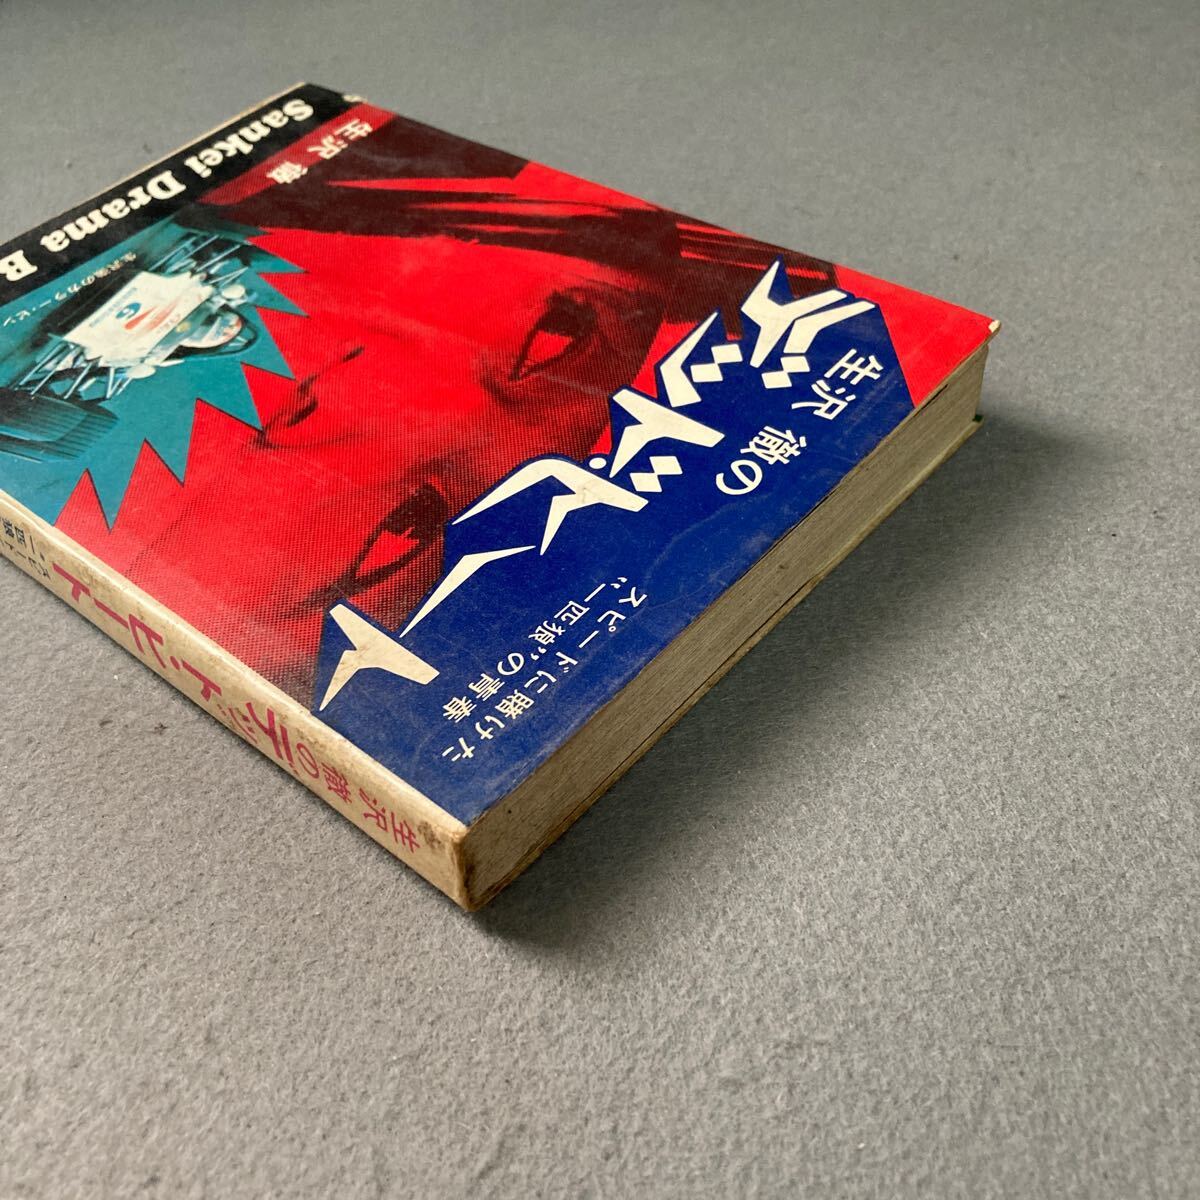 生沢 徹の
デッド・ヒート
スピードに賭けた
“一匹狼”の青春
生沢 徹
Sankei Drama B
生沢 徹のデッド・ヒート